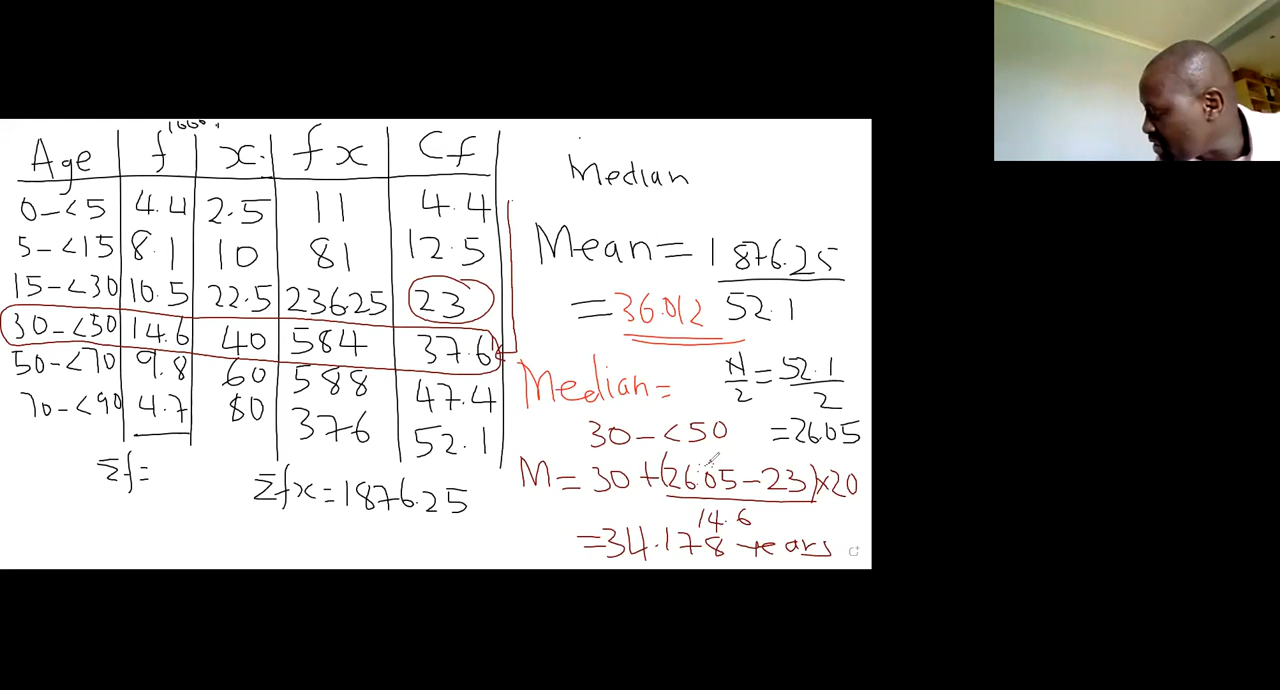 1000,
Age f x. fx Cf
0-<5 4.4 2.5 11 4.4
5-<15 8.1 10 81 12.5
15-<30 10.5 22.5 236.25 23
30-<50 14.6 40 584 37.6
50-<70 9.8 60 588 47.4
70-<90 4.7 80 376 52.1
Σf=
Σfx=1876.25
Median
Mean= 1876.25
52.1
=36.012
Median=
N/2=52.1/2
30-<50 =26.05
M=30+(26.05-23)×20
14.6
=34.178 years